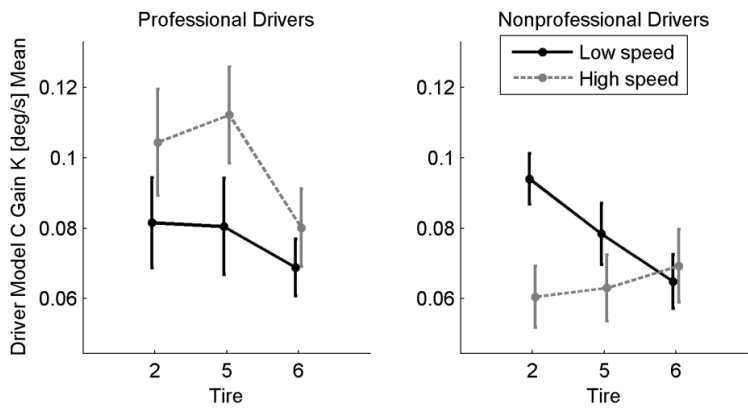 Professional Drivers
Nonprofessional Drivers
Driver Model C Gain K [deg/s] Mean
0.12
0.1
0.08
0.06
2 5 6
Tire
0.12
0.1
0.08
0.06
2 5 6
Tire
Low speed
High speed